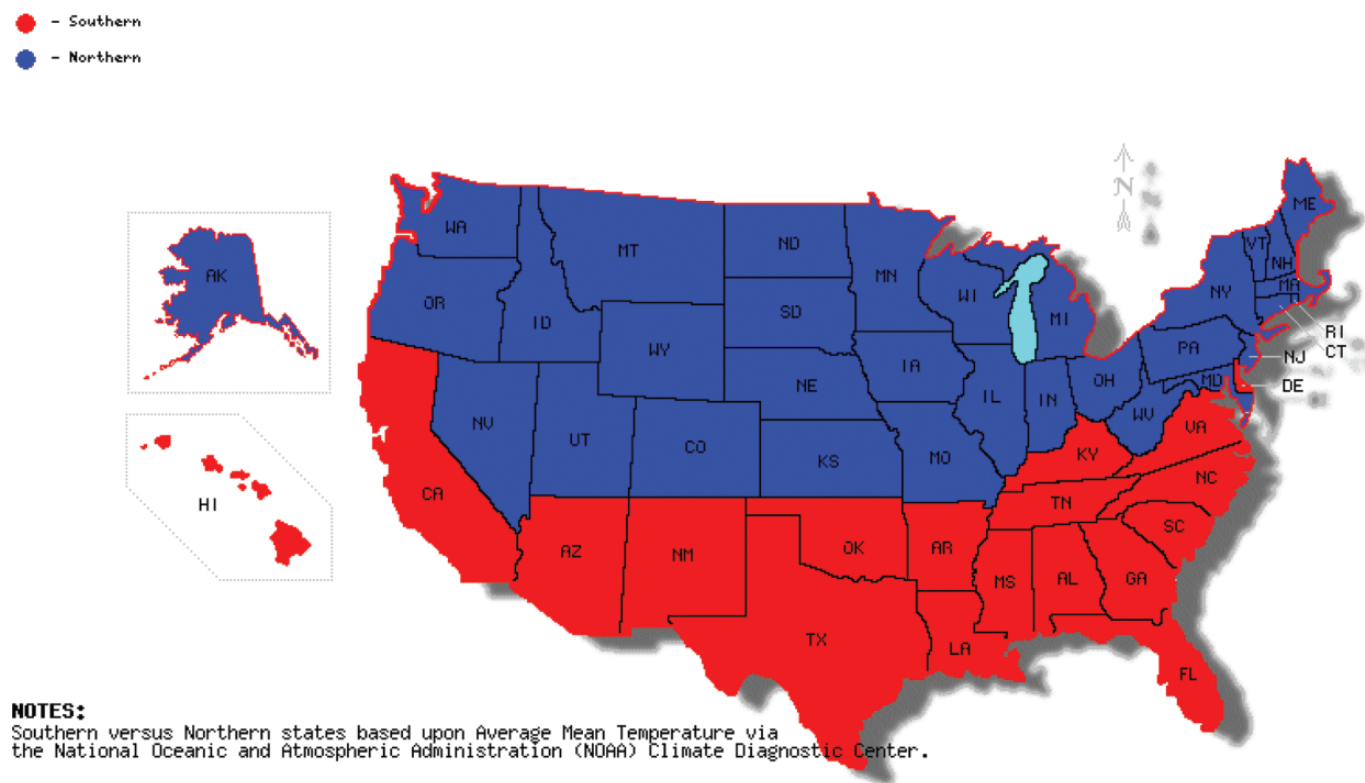 - Southern
- Northern
N
ME
WA
MT
ND
VT
NH
AK
MN
MA
OR
WI
NY
ID
SD
MI
RI
WY
PA
CT
NJ
IA
NE
OH
MD
DE
IL
IN
NV
UT
CO
WV
VA
KS
MO
KY
CA
NC
HI
TN
SC
AZ
NM
OK
AR
MS
AL
GA
TX
LA
FL
NOTES:
Southern versus Northern states based upon Average Mean Temperature via
the National Oceanic and Atmospheric Administration (NOAA) Climate Diagnostic Center.